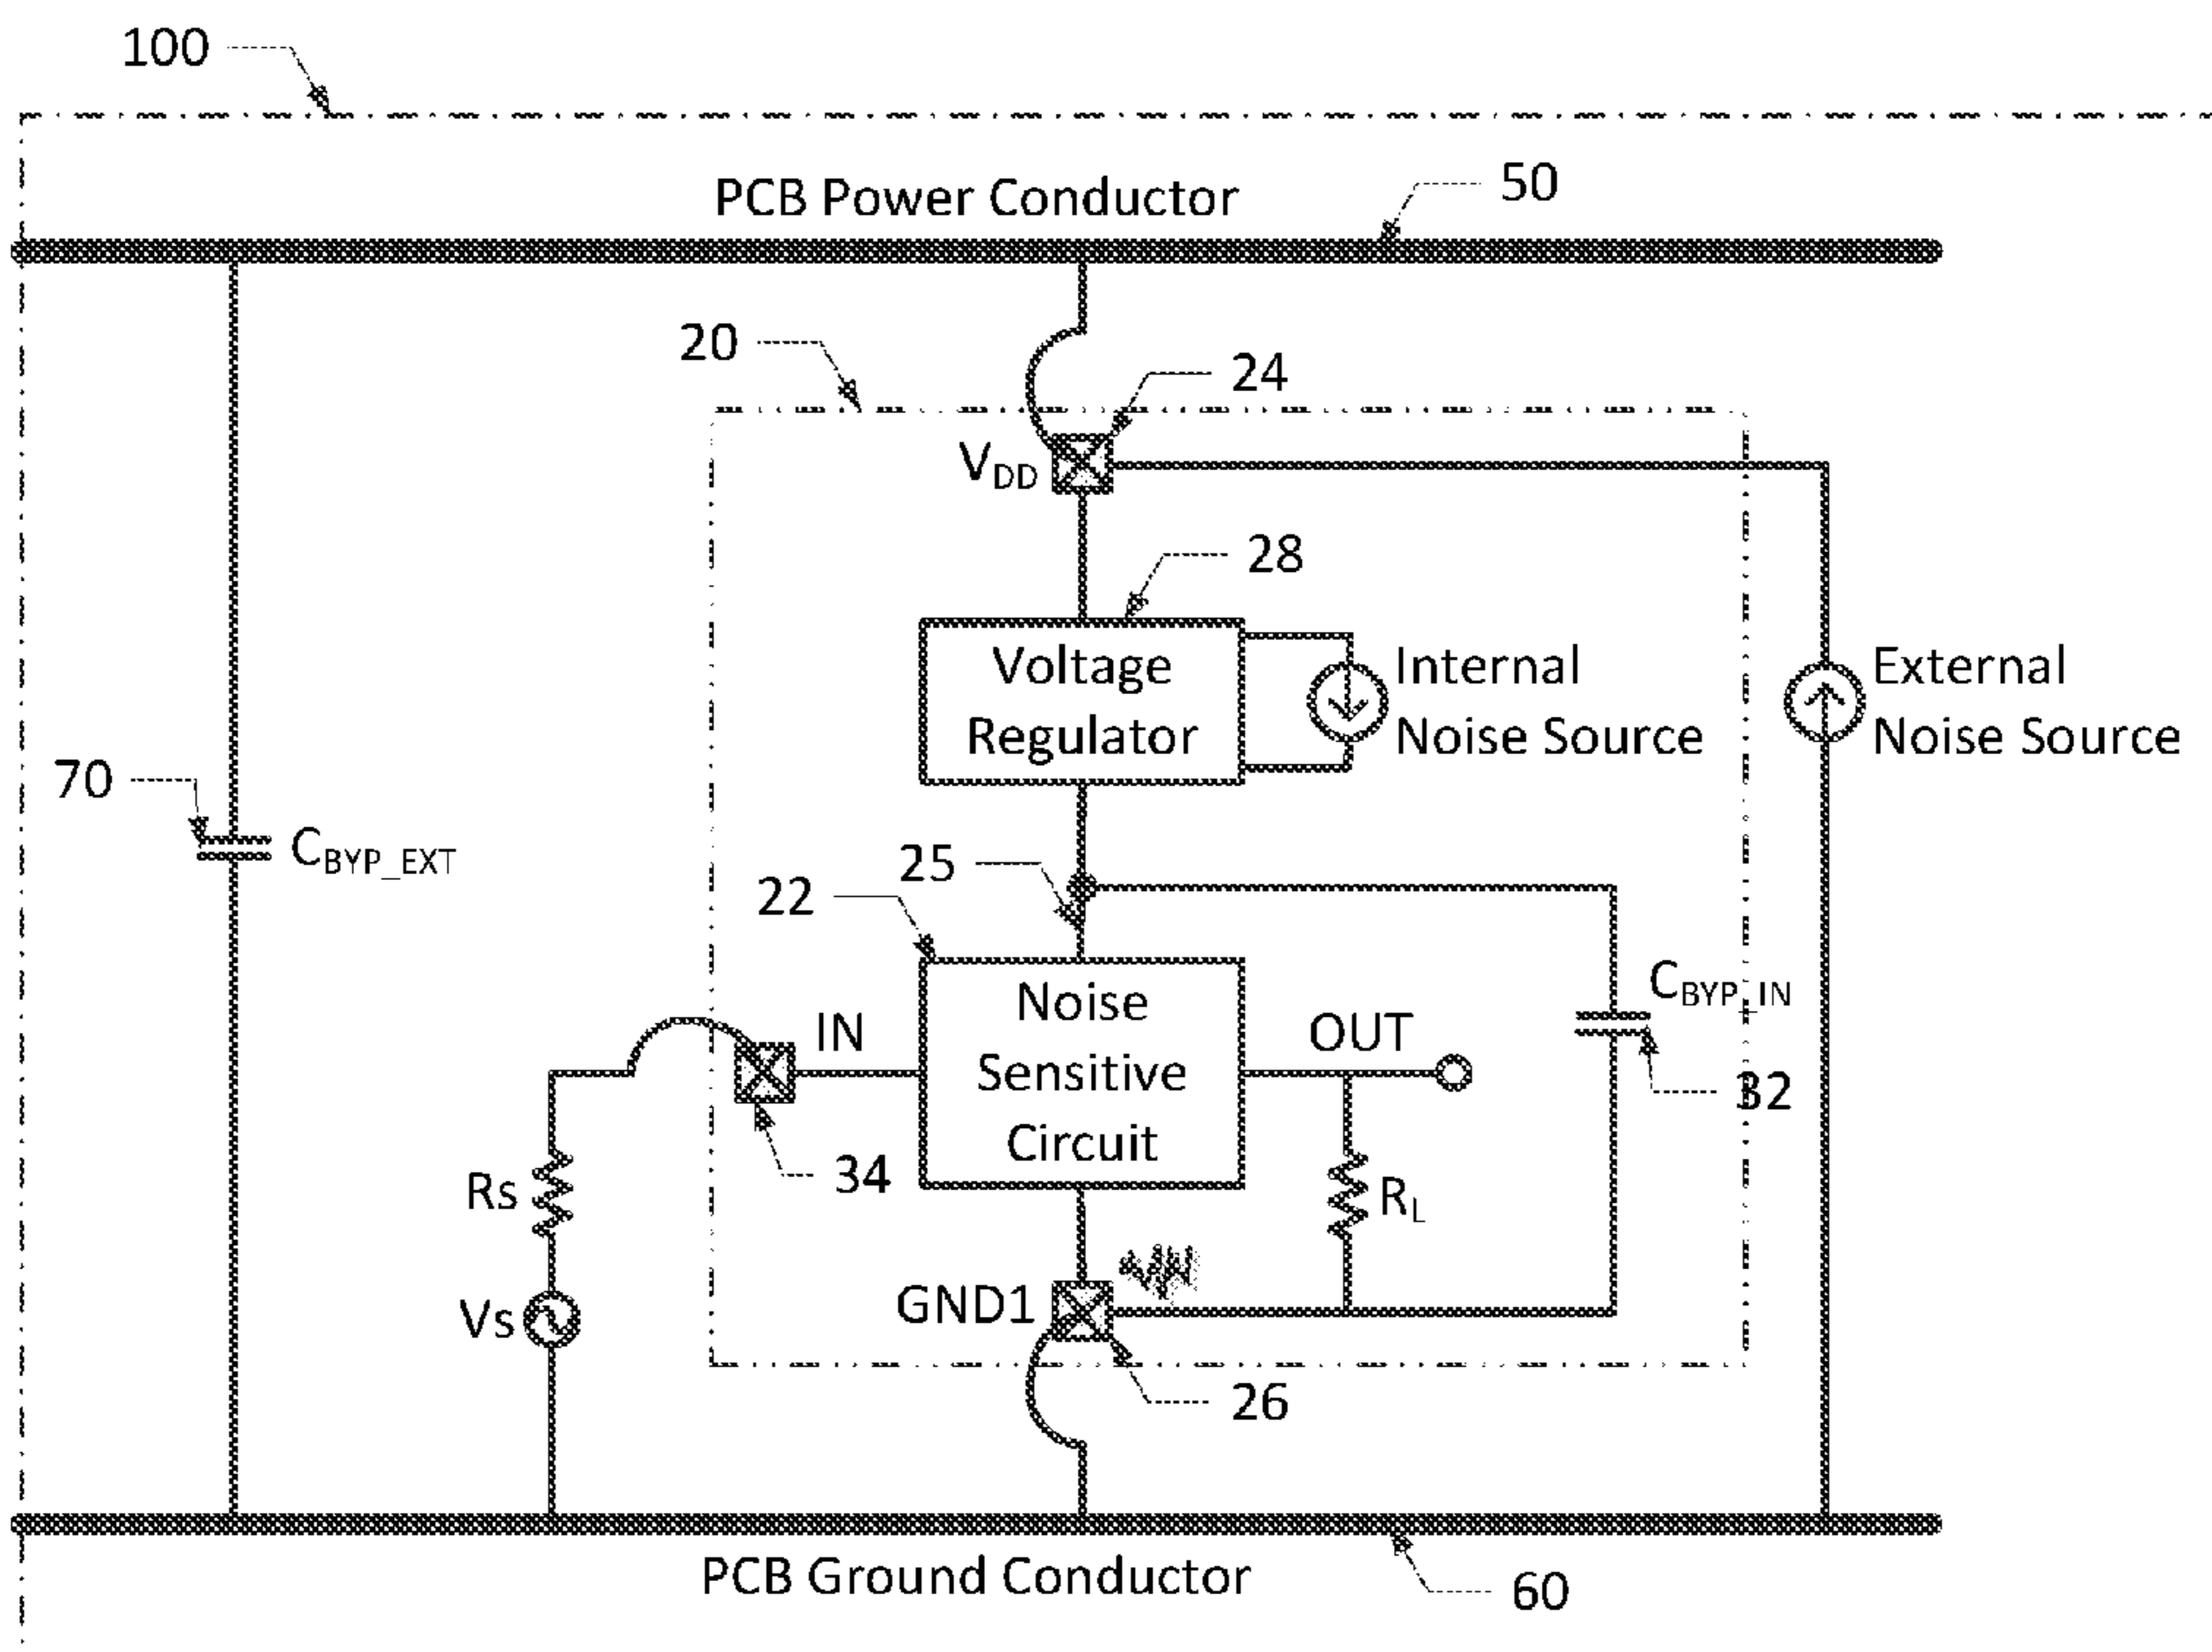 100
PCB Power Conductor
50
20
24
VDD
28
Voltage
Regulator
Internal
Noise Source
External
Noise Source
70
CBYP_EXT
25
22
CBYP_IN
Noise
Sensitive
Circuit
IN
OUT
32
34
Rs
RL
Vs
GND1
26
PCB Ground Conductor
60